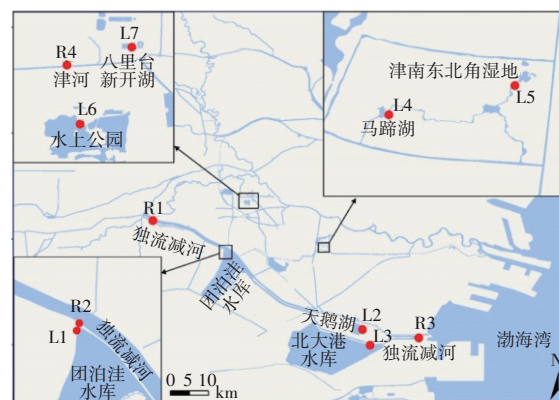 L7
R4
八里台
新开湖
津河
L6
水上公园
津南东北角湿地
L5
L4
马蹄湖
R1
独流减河
团泊洼
水库
R2
L1
独流减河
团泊洼
水库
天鹅湖
L2
L3
R3
北大港
水库
独流减河
渤海湾
N
0 5 10
km